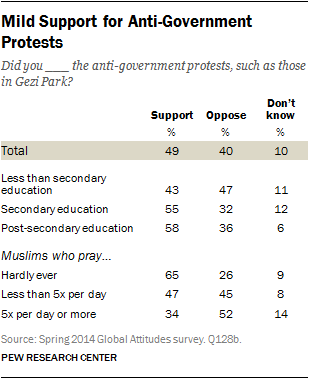 Mild Support for Anti-Government
Protests
Did you ___ the anti-government protests, such as those
in Gezi Park?
Support Oppose Don't know
% % %
Total 49 40 10
Less than secondary
education 43 47 11
Secondary education 55 32 12
Post-secondary education 58 36 6
Muslims who pray...
Hardly ever 65 26 9
Less than 5x per day 47 45 8
5x per day or more 34 52 14
Source: Spring 2014 Global Attitudes survey. Q128b.
PEW RESEARCH CENTER